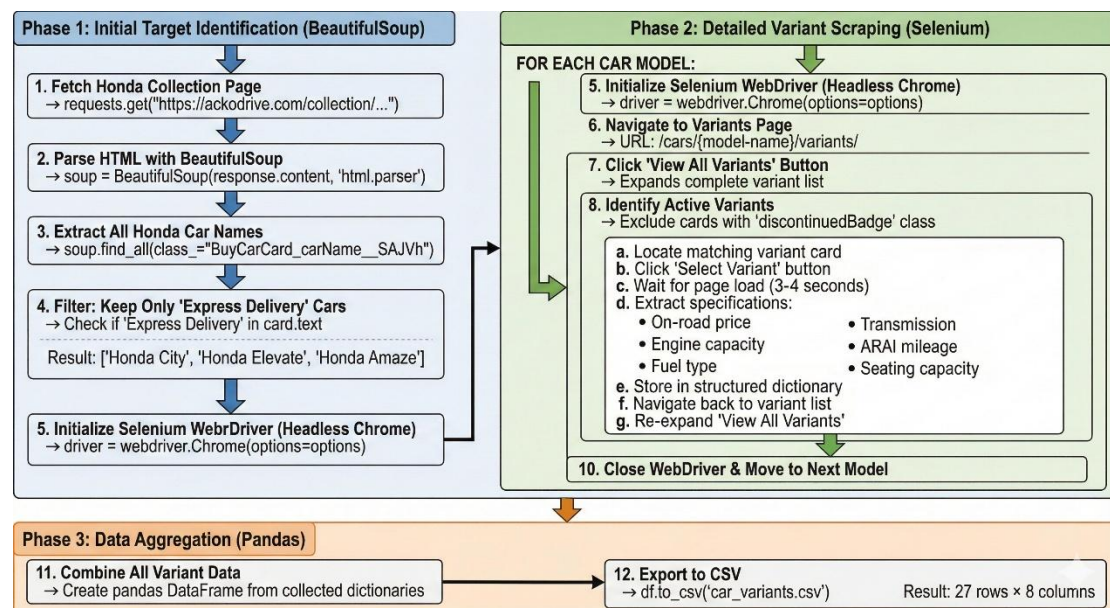 Phase 1: Initial Target Identification (BeautifulSoup)
1. Fetch Honda Collection Page
→ requests.get("https://ackodrive.com/collection/...")
2. Parse HTML with BeautifulSoup
→ soup = BeautifulSoup(response.content, 'html.parser')
3. Extract All Honda Car Names
→ soup.find_all(class_="BuyCarCard_carName__SAJVh")
4. Filter: Keep Only 'Express Delivery' Cars
→ Check if 'Express Delivery' in card.text
Result: ['Honda City', 'Honda Elevate', 'Honda Amaze']
5. Initialize Selenium WebrDriver (Headless Chrome)
→ driver = webdriver.Chrome(options=options)
Phase 2: Detailed Variant Scraping (Selenium)
FOR EACH CAR MODEL:
5. Initialize Selenium WebDriver (Headless Chrome)
→ driver = webdriver.Chrome(options=options)
6. Navigate to Variants Page
→ URL: /cars/{model-name}/variants/
7. Click 'View All Variants' Button
→ Expands complete variant list
8. Identify Active Variants
→ Exclude cards with 'discontinuedBadge' class
a. Locate matching variant card
b. Click 'Select Variant' button
c. Wait for page load (3-4 seconds)
d. Extract specifications:
• On-road price
• Engine capacity
• Fuel type
• Transmission
• ARAI mileage
• Seating capacity
e. Store in structured dictionary
f. Navigate back to variant list
g. Re-expand 'View All Variants'
10. Close WebDriver & Move to Next Model
Phase 3: Data Aggregation (Pandas)
11. Combine All Variant Data
→ Create pandas DataFrame from collected dictionaries
12. Export to CSV
→ df.to_csv('car_variants.csv')
Result: 27 rows × 8 columns